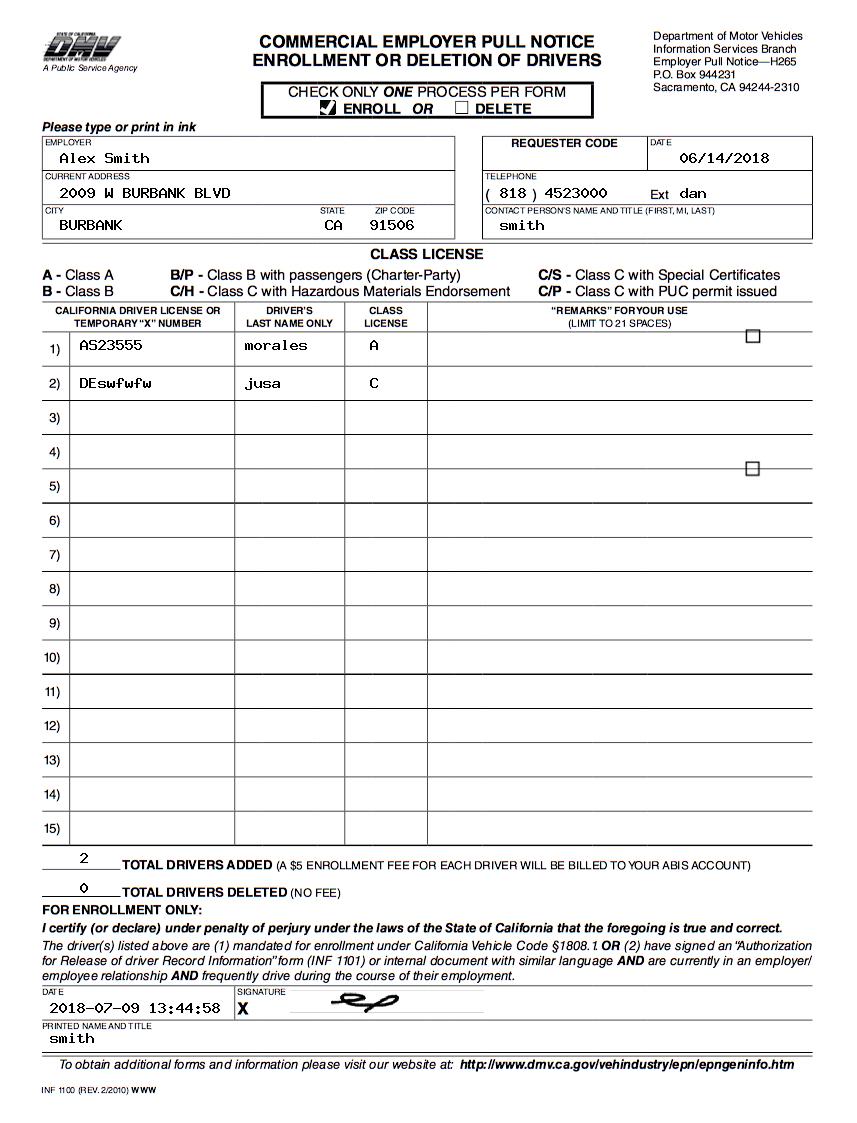 STATE OF CALIFORNIA
DMV
DEPARTMENT OF MOTOR VEHICLES
A Public Service Agency
COMMERCIAL EMPLOYER PULL NOTICE
ENROLLMENT OR DELETION OF DRIVERS
Department of Motor Vehicles
Information Services Branch
Employer Pull Notice—H265
P.O. Box 944231
Sacramento, CA 94244-2310
CHECK ONLY ONE PROCESS PER FORM
ENROLL OR DELETE
Please type or print in ink
EMPLOYER
Alex Smith
CURRENT ADDRESS
2009 W BURBANK BLVD
CITY STATE ZIP CODE
BURBANK CA 91506
REQUESTER CODE DATE
06/14/2018
TELEPHONE
( 818 ) 4523000 Ext dan
CONTACT PERSON'S NAME AND TITLE (FIRST, MI, LAST)
smith
CLASS LICENSE
A - Class A B/P - Class B with passengers (Charter-Party) C/S - Class C with Special Certificates
B - Class B C/H - Class C with Hazardous Materials Endorsement C/P - Class C with PUC permit issued
CALIFORNIA DRIVER LICENSE OR DRIVER'S CLASS "REMARKS" FOR YOUR USE
TEMPORARY "X" NUMBER LAST NAME ONLY LICENSE (LIMIT TO 21 SPACES)
1) AS23555 morales A
2) DEswfwfw jusa C
3)
4)
5)
6)
7)
8)
9)
10)
11)
12)
13)
14)
15)
2 TOTAL DRIVERS ADDED (A $5 ENROLLMENT FEE FOR EACH DRIVER WILL BE BILLED TO YOUR ABIS ACCOUNT)
0 TOTAL DRIVERS DELETED (NO FEE)
FOR ENROLLMENT ONLY:
I certify (or declare) under penalty of perjury under the laws of the State of California that the foregoing is true and correct.
The driver(s) listed above are (1) mandated for enrollment under California Vehicle Code §1808.1. OR (2) have signed an "Authorization
for Release of driver Record Information" form (INF 1101) or internal document with similar language AND are currently in an employer/
employee relationship AND frequently drive during the course of their employment.
DATE SIGNATURE
2018-07-09 13:44:58 X
PRINTED NAME AND TITLE
smith
To obtain additional forms and information please visit our website at: http://www.dmv.ca.gov/vehindustry/epn/epngeninfo.htm
INF 1100 (REV. 2/2010) WWW